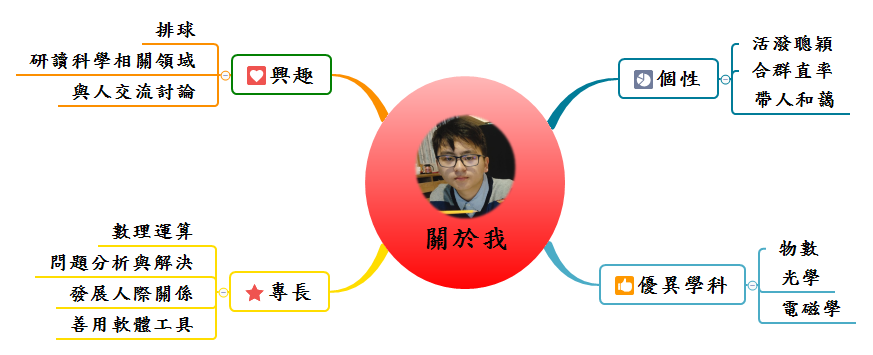 排球
研讀科學相關領域
與人交流討論
興趣
個性
活潑聰穎
合群直率
帶人和藹
關於我
數理運算
問題分析與解決
發展人際關係
善用軟體工具
專長
優異學科
物數
光學
電磁學